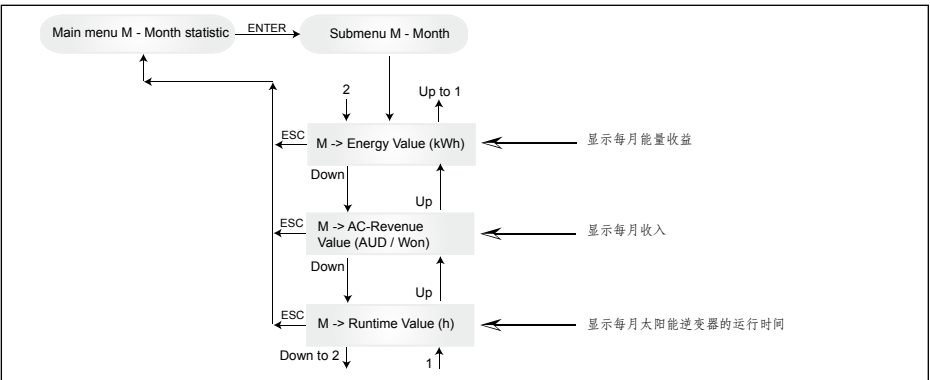 Main menu M - Month statistic
ENTER
Submenu M - Month
2
Up to 1
ESC
M -> Energy Value (kWh)
显示每月能量收益
Down
Up
ESC
M -> AC-Revenue
Value (AUD / Won)
显示每月收入
Down
Up
ESC
M -> Runtime Value (h)
显示每月太阳能逆变器的运行时间
Down to 2
1